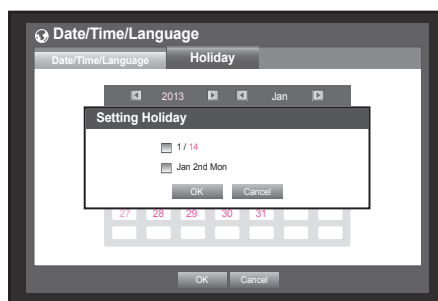 Date/Time/Language
Date/Time/Language Holiday
2013 Jan
Setting Holiday
1 / 14
Jan 2nd Mon
OK Cancel
27 28 29 30 31
OK Cancel